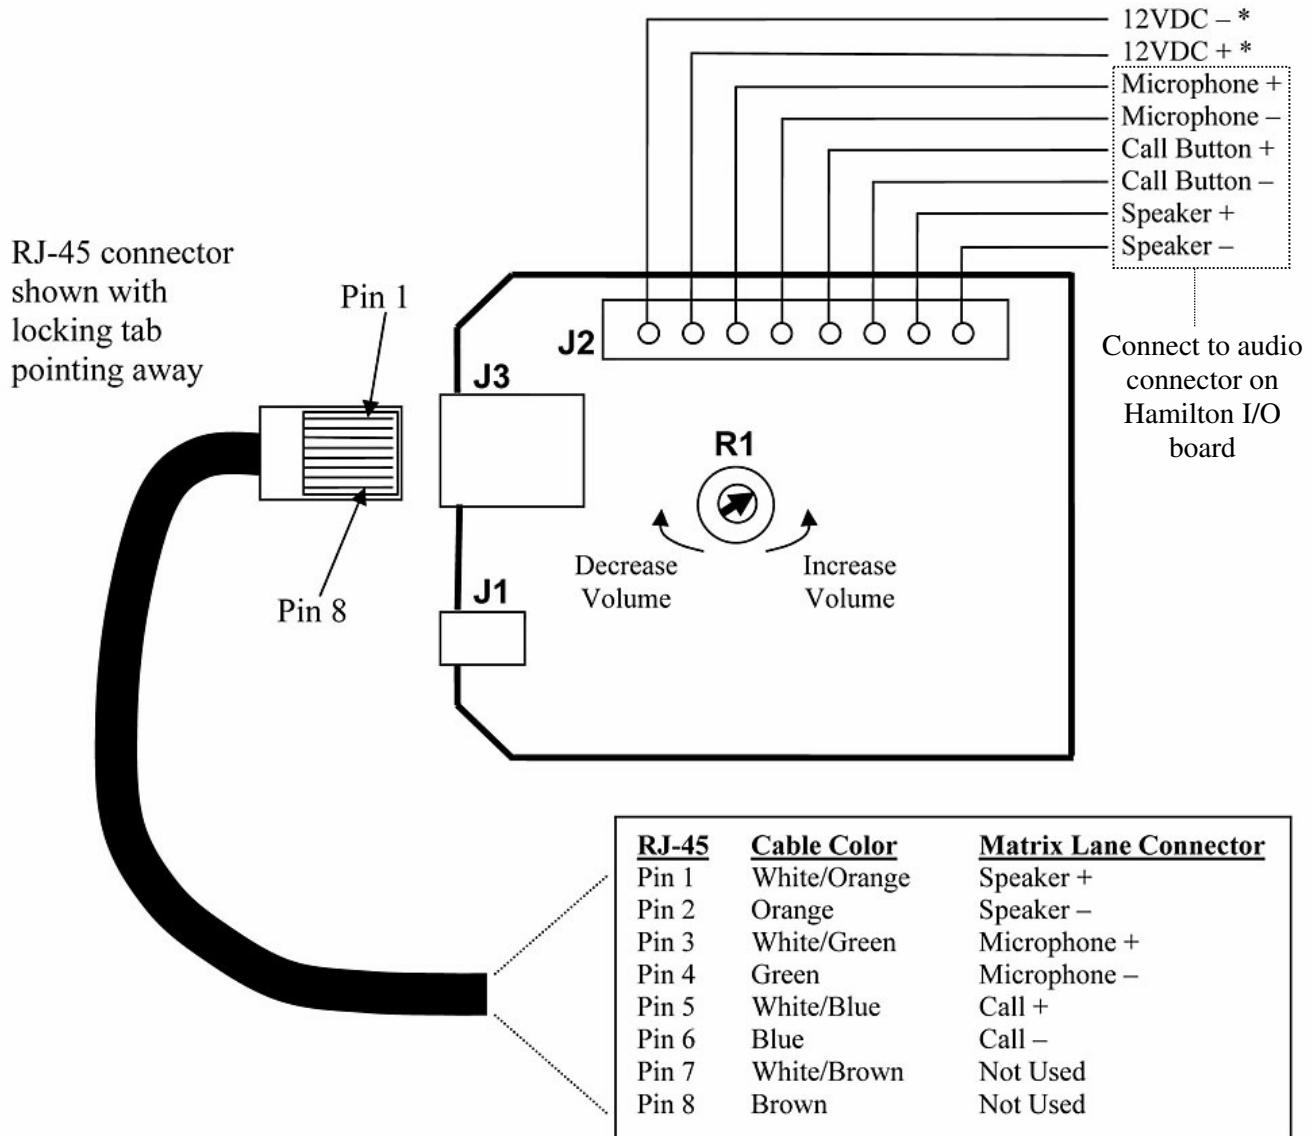 12VDC – *
12VDC + *
Microphone +
Microphone –
Call Button +
Call Button –
Speaker +
Speaker –
Connect to audio
connector on
Hamilton I/O
board
RJ-45 connector
shown with
locking tab
pointing away
Pin 1
Pin 8
J2
J3
R1
Decrease
Volume
Increase
Volume
J1
RJ-45 Cable Color Matrix Lane Connector
Pin 1 White/Orange Speaker +
Pin 2 Orange Speaker –
Pin 3 White/Green Microphone +
Pin 4 Green Microphone –
Pin 5 White/Blue Call +
Pin 6 Blue Call –
Pin 7 White/Brown Not Used
Pin 8 Brown Not Used